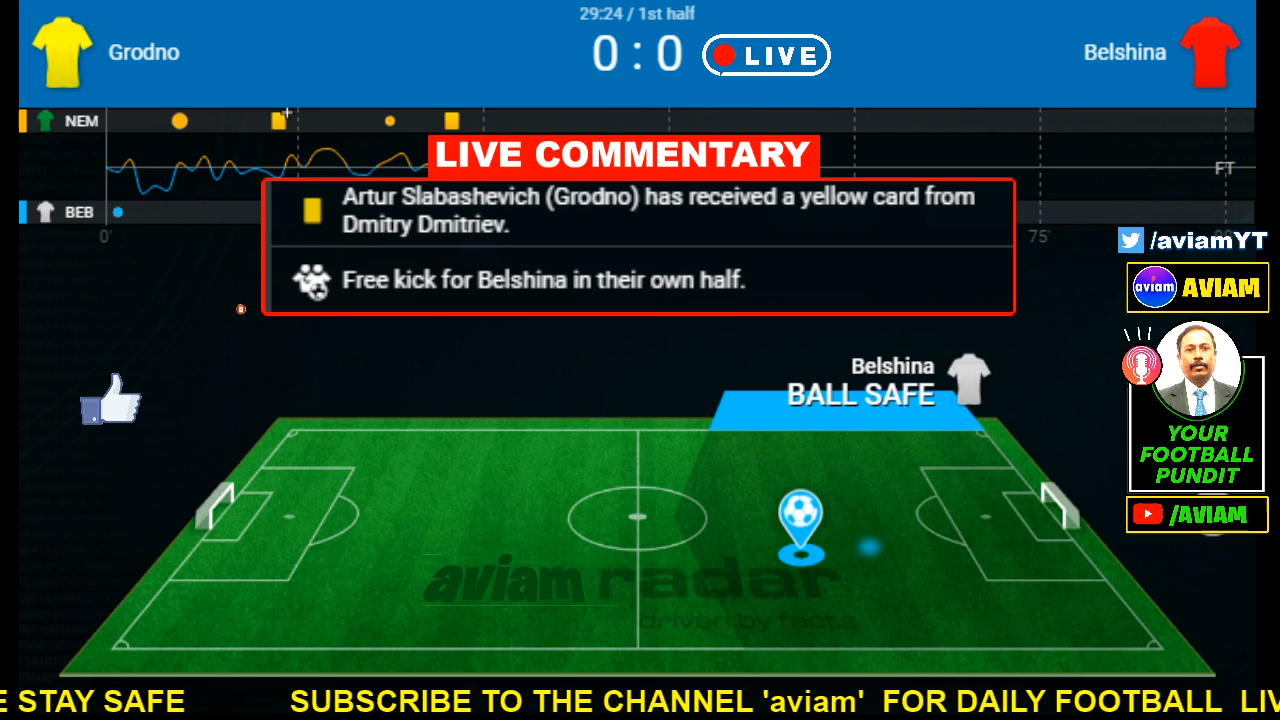 29:24 / 1st half
Grodno
0 : 0
LIVE
Belshina
NEM
LIVE COMMENTARY
FT
Artur Slabashevich (Grodno) has received a yellow card from
Dmitry Dmitriev.
BEB
0'
75'
90'
Free kick for Belshina in their own half.
/aviamYT
aviam AVIAM
Belshina
BALL SAFE
YOUR
FOOTBALL
PUNDIT
/AVIAM
aviam radar
driven by facts
E STAY SAFE SUBSCRIBE TO THE CHANNEL 'aviam' FOR DAILY FOOTBALL LIV